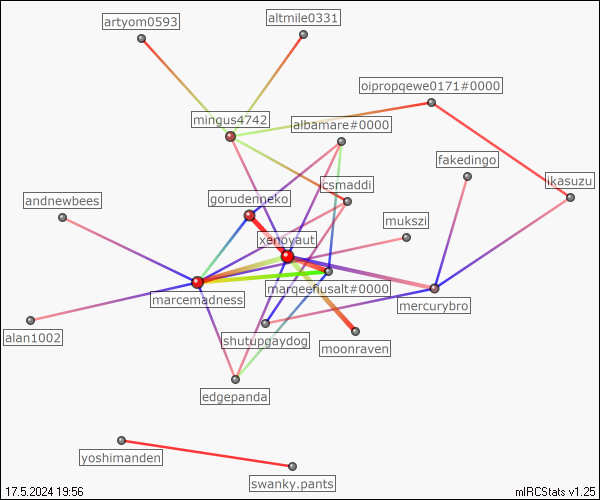 artyom0593
altmile0331
oipropqewe0171#0000
mingus4742
albamare#0000
fakedingo
csmaddi
ikasuzu
andnewbees
gorudenneko
mukszi
xenoyaut
marqeefiusalt#0000
marcemadness
mercurybro
alan1002
shutupgaydog
moonraven
edgepanda
yoshimanden
swanky.pants
17.5.2024 19:56
mIRCStats v1.25